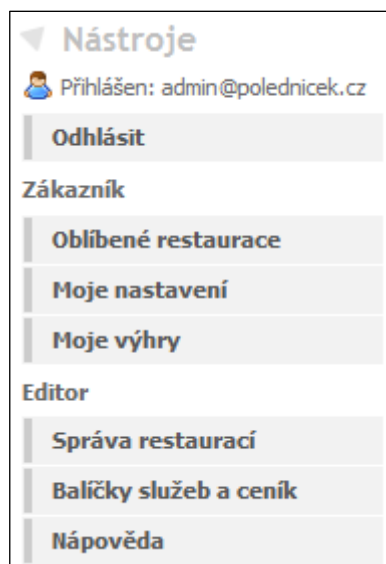 Nástroje
Přihlášen: admin@polednicek.cz
Odhlásit
Zákazník
Oblíbené restaurace
Moje nastavení
Moje výhry
Editor
Správa restaurací
Balíčky služeb a ceník
Nápověda